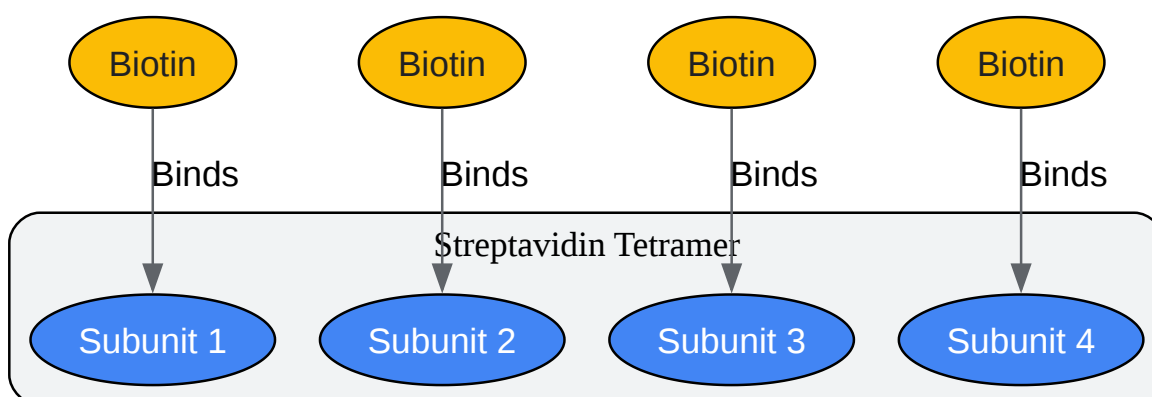 Biotin Biotin Biotin Biotin
Binds Binds Binds Binds
Streptavidin Tetramer
Subunit 1 Subunit 2 Subunit 3 Subunit 4